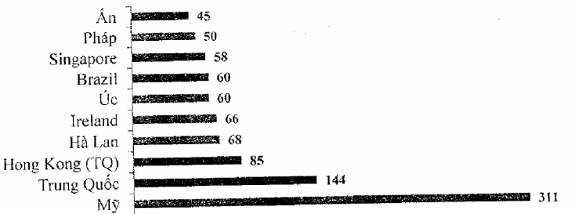 Ấn 45
Pháp 50
Singapore 58
Brazil 60
Úc 60
Ireland 66
Hà Lan 68
Hong Kong (TQ) 85
Trung Quốc 144
Mỹ 311